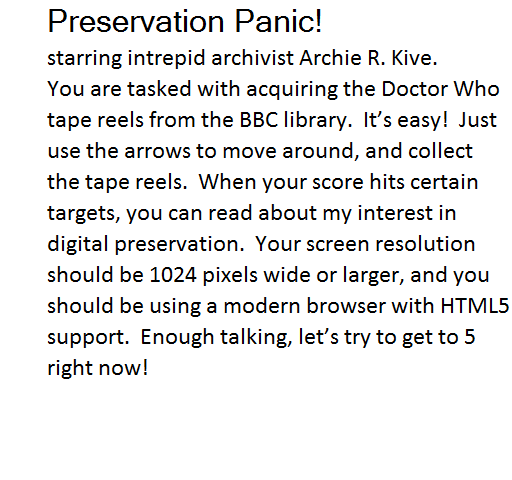 Preservation Panic!
starring intrepid archivist Archie R. Kive.
You are tasked with acquiring the Doctor Who
tape reels from the BBC library.  It’s easy!  Just
use the arrows to move around, and collect
the tape reels.  When your score hits certain
targets, you can read about my interest in
digital preservation.  Your screen resolution
should be 1024 pixels wide or larger, and you
should be using a modern browser with HTML5
support.  Enough talking, let’s try to get to 5
right now!